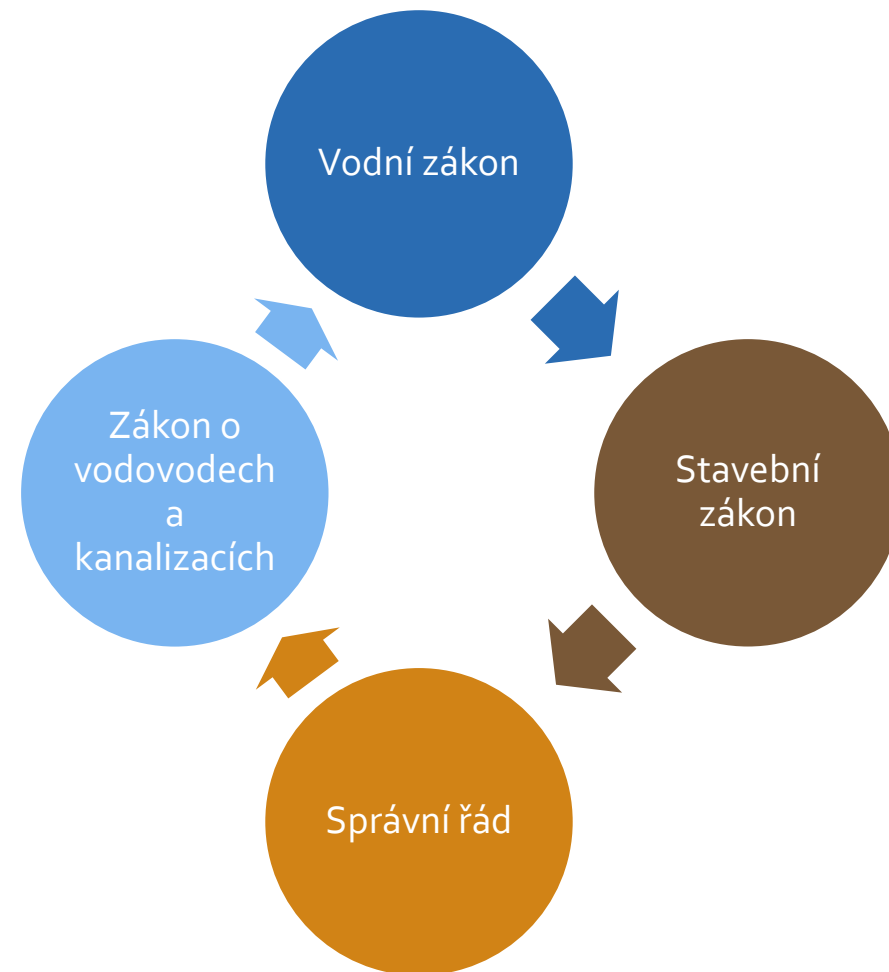 Vodní zákon
Stavební
zákon
Správní řád
Zákon o
vodovodech
a
kanalizacích